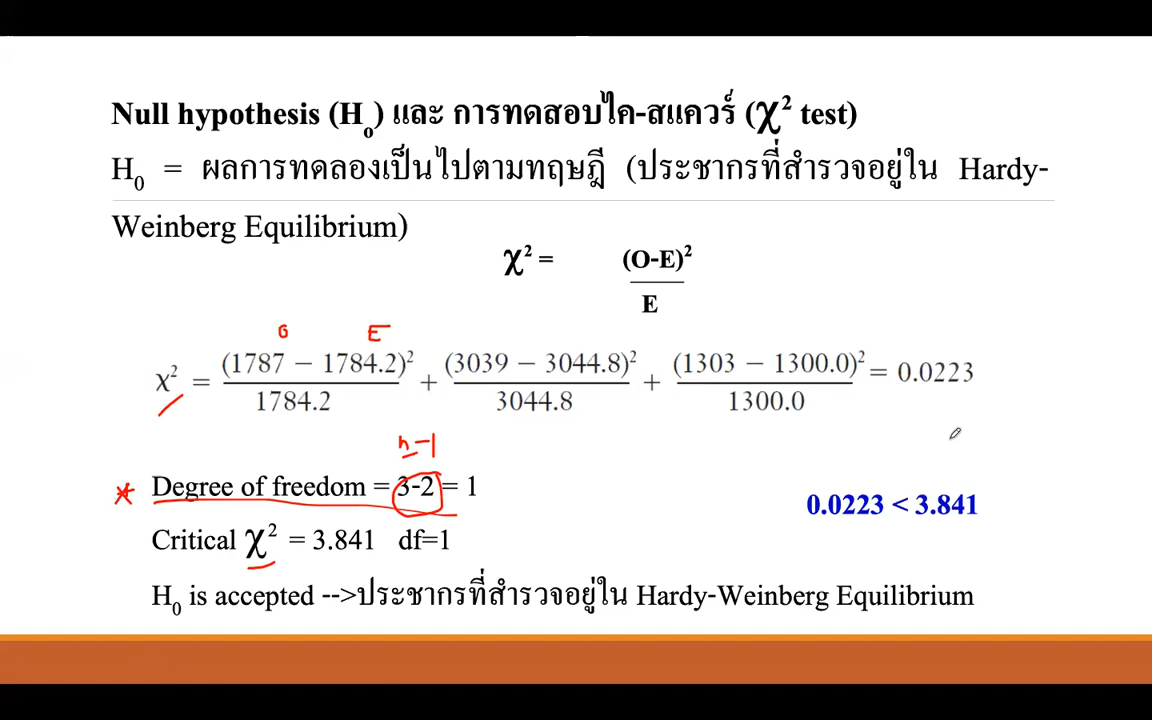 Null hypothesis (Ho) และ การทดสอบไค-สแควร์ (χ² test)
H0 = ผลการทดลองเป็นไปตามทฤษฎี (ประชากรที่สำรวจอยู่ใน Hardy-
Weinberg Equilibrium)
χ² = (O-E)²
E
O E
χ² = (1787 − 1784.2)² / 1784.2 + (3039 − 3044.8)² / 3044.8 + (1303 − 1300.0)² / 1300.0 = 0.0223
n-1
* Degree of freedom = 3-2 = 1
0.0223 < 3.841
Critical χ² = 3.841 df=1
H0 is accepted -->ประชากรที่สำรวจอยู่ใน Hardy-Weinberg Equilibrium